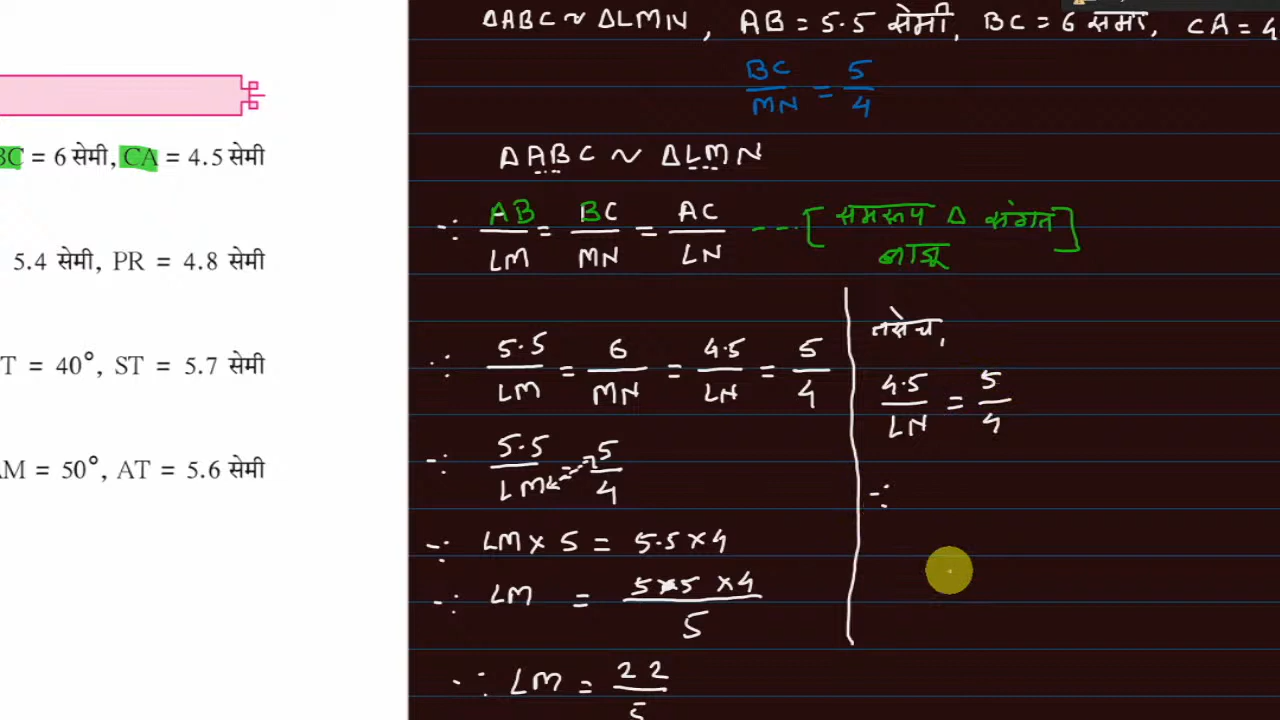 BC = 6 सेमी, CA = 4.5 सेमी
5.4 सेमी, PR = 4.8 सेमी
T = 40°, ST = 5.7 सेमी
AM = 50°, AT = 5.6 सेमी
ΔABC ~ ΔLMN, AB = 5.5 सेमी, BC = 6 समा, CA = 4
BC/MN = 5/4
ΔABC ~ ΔLMN
∵ AB/LM = BC/MN = AC/LN ---- [समरूप Δ संगत
बाजू]
∵ 5.5/LM = 6/MN = 4.5/LN = 5/4
∵ 5.5/LM = 5/4
∵ LM × 5 = 5.5 × 4
∵ LM = 5×5 × 4/5
∵ LM = 22/5
तसेच,
4.5/LN = 5/4
∵